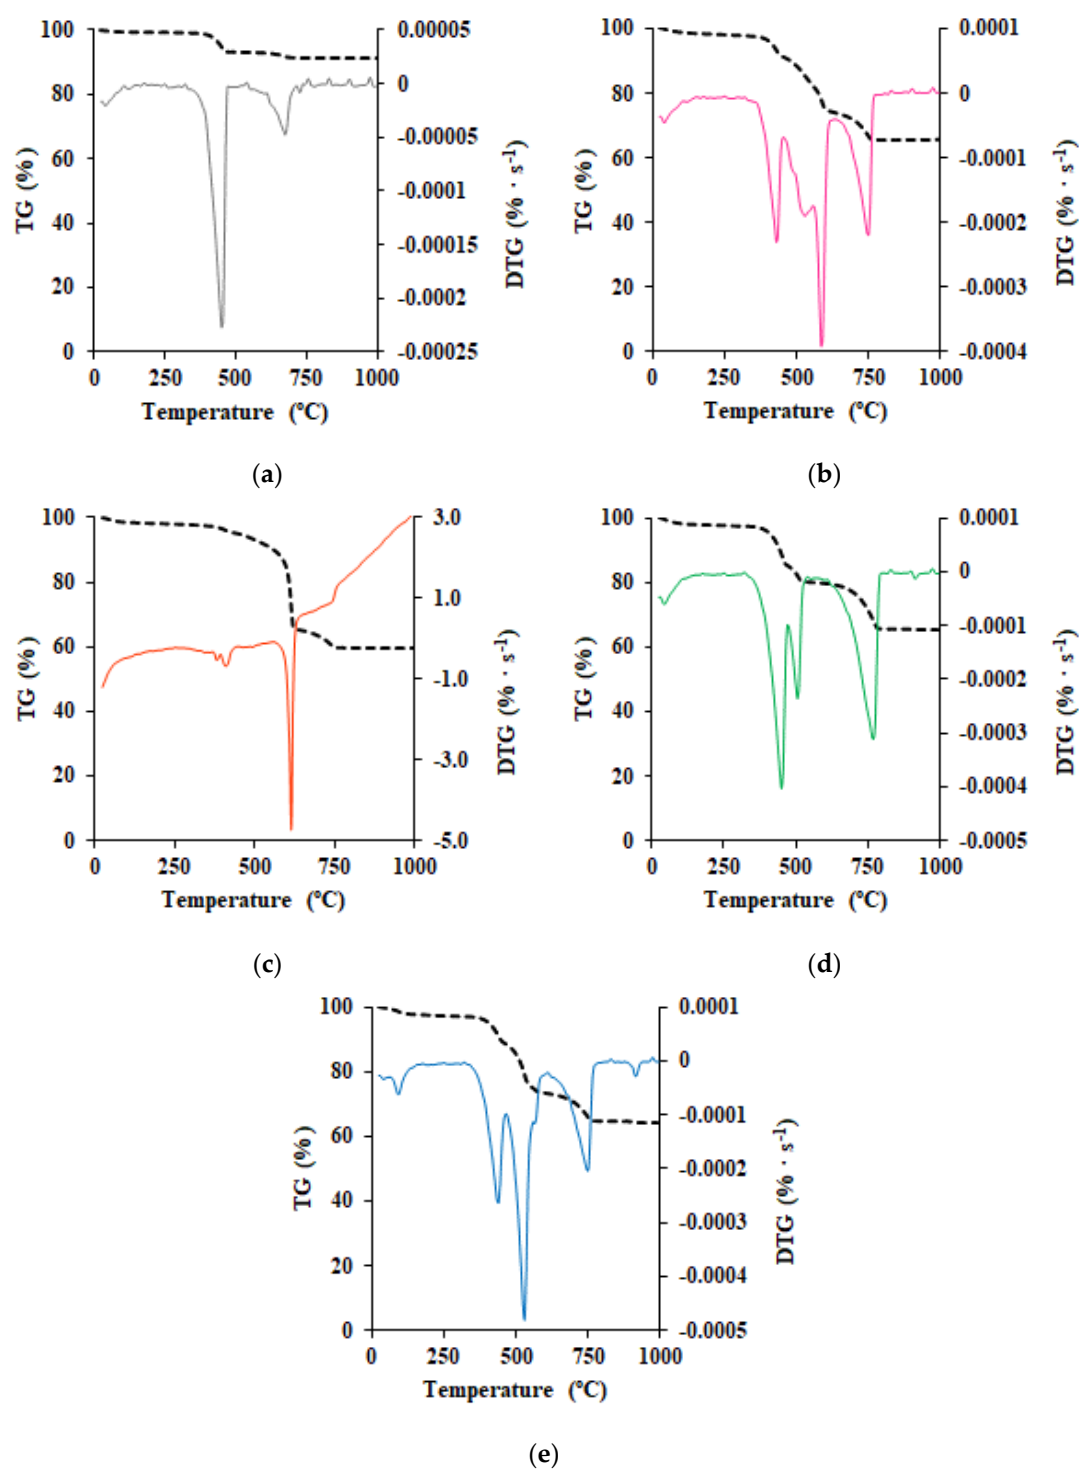 100
80
60
40
20
0
TG (%)
0.00005
0
-0.00005
-0.0001
-0.00015
-0.0002
-0.00025
DTG (% · s⁻¹)
0 250 500 750 1000
Temperature (°C)
(a)
100
80
60
40
20
0
TG (%)
0.0001
0
-0.0001
-0.0002
-0.0003
-0.0004
DTG (% · s⁻¹)
0 250 500 750 1000
Temperature (°C)
(b)
100
80
60
40
20
0
TG (%)
3.0
1.0
-1.0
-3.0
-5.0
DTG (% · s⁻¹)
0 250 500 750 1000
Temperature (°C)
(c)
100
80
60
40
20
0
TG (%)
0.0001
0
-0.0001
-0.0002
-0.0003
-0.0004
-0.0005
DTG (% · s⁻¹)
0 250 500 750 1000
Temperature (°C)
(d)
100
80
60
40
20
0
TG (%)
0.0001
0
-0.0001
-0.0002
-0.0003
-0.0004
-0.0005
DTG (% · s⁻¹)
0 250 500 750 1000
Temperature (°C)
(e)